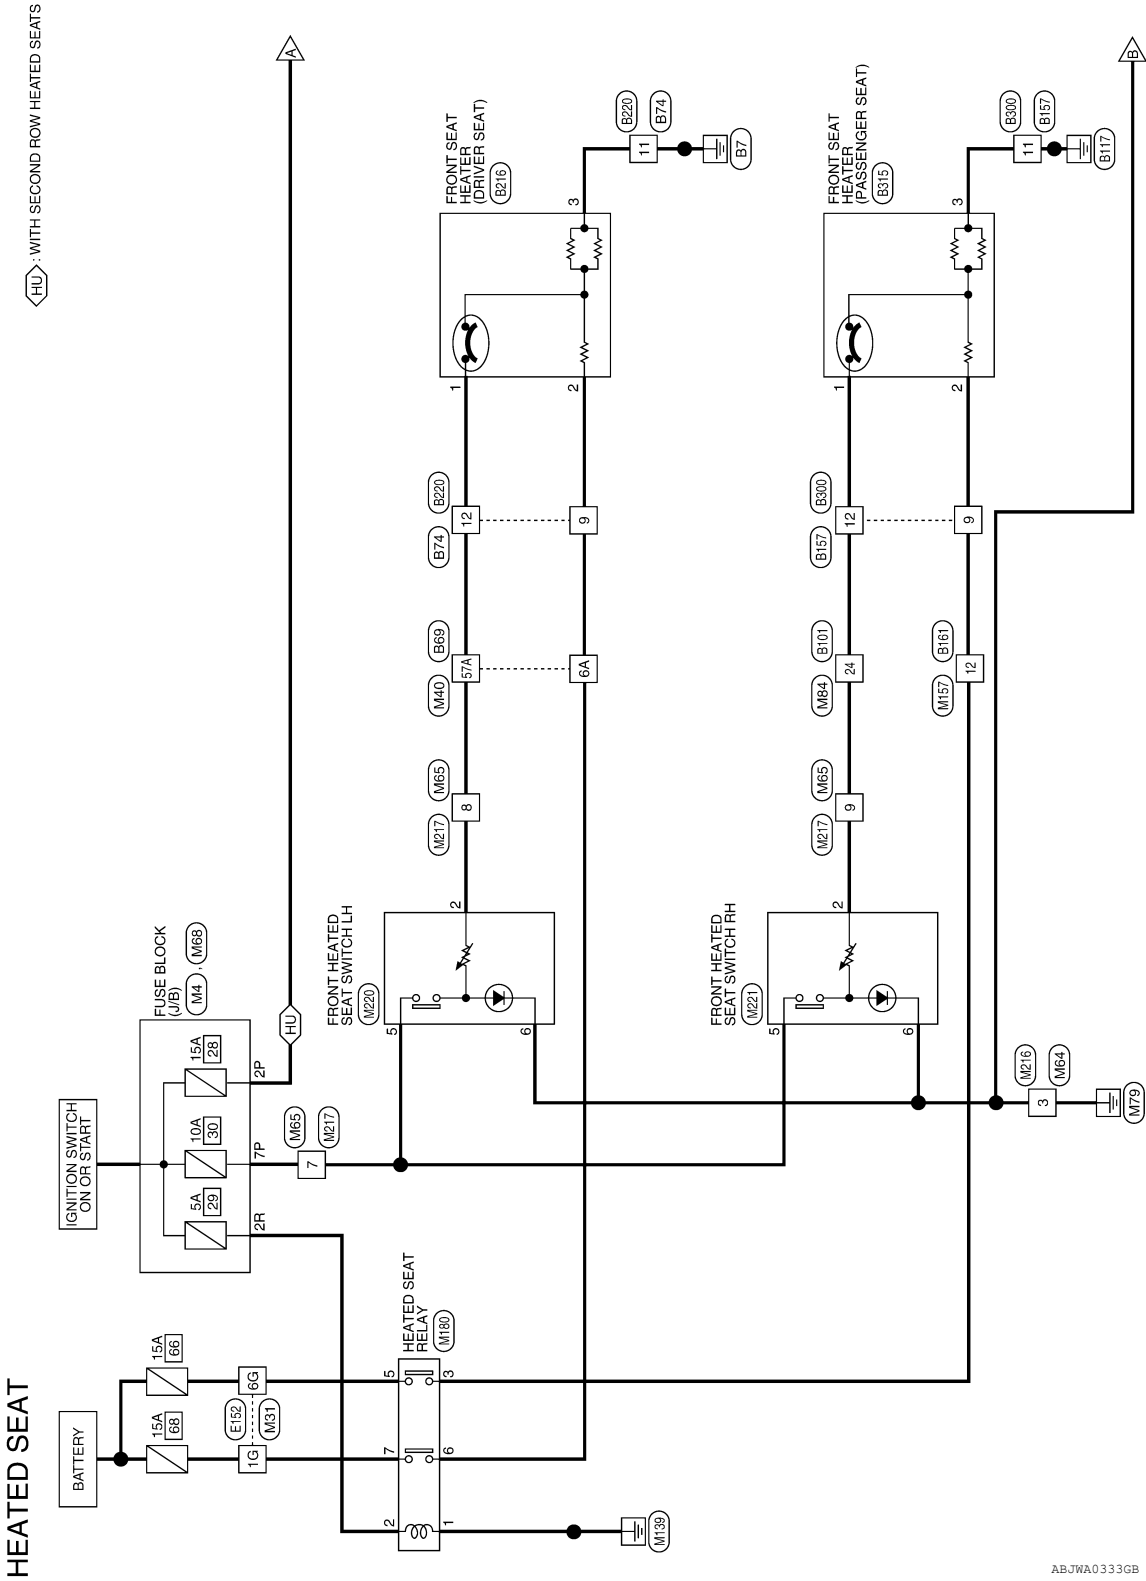 HEATED SEAT
HU : WITH SECOND ROW HEATED SEATS
BATTERY
IGNITION SWITCH
ON OR START
15A
68
15A
66
FUSE BLOCK
(J/B)
M4 , M68
5A
29
10A
30
15A
28
2R
7P
2P
HU
A
1G
6G
E152
M31
7
M65
M217
HEATED SEAT
RELAY
M180
2
7
5
1
6
3
M139
FRONT HEATED
SEAT SWITCH LH
M220
5
6
2
M217
8
M65
M40
57A
B69
6A
B74
12
B220
9
FRONT SEAT
HEATER
(DRIVER SEAT)
B216
1
2
3
11
B220
B74
B7
FRONT HEATED
SEAT SWITCH RH
M221
5
6
2
M217
9
M65
M84
24
B101
M157
12
B161
B157
12
B300
9
FRONT SEAT
HEATER
(PASSENGER SEAT)
B315
1
2
3
11
B300
B157
B117
3
M216
M64
M79
B
ABJWA0333GB